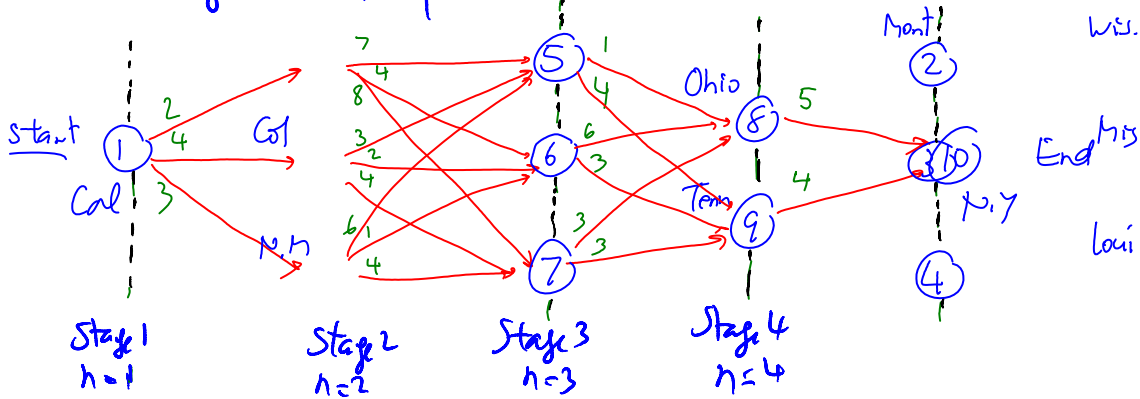 Mont
Wis.
7
5
1
2
4
8
4
Ohio
2
start
4
Col
3
6
8
5
1
2
6
3
3
10
End
Mis
Cal
3
4
Tenn
4
N.Y
N.M
6
1
9
3
Loui
4
7
3
4
Stage 1
Stage 2
Stage 3
Stage 4
n=1
n=2
n=3
n=4